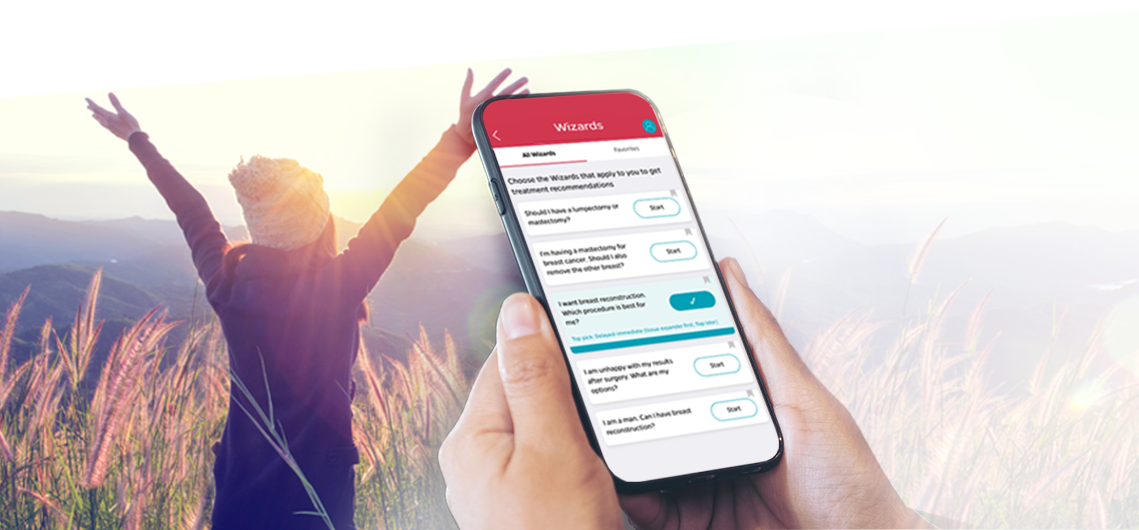 Wizards
All Wizards
Favorites
Choose the Wizards that apply to you to get
treatment recommendations
Should I have a lumpectomy or
mastectomy?
Start
I'm having a mastectomy for
breast cancer. Should I also
remove the other breast?
Start
I want breast reconstruction.
Which procedure is best for
me?
Top pick: Delayed-immediate (tissue expander first, flap later)
I am unhappy with my results
after surgery. What are my
options?
Start
I am a man. Can I have breast
reconstruction?
Start